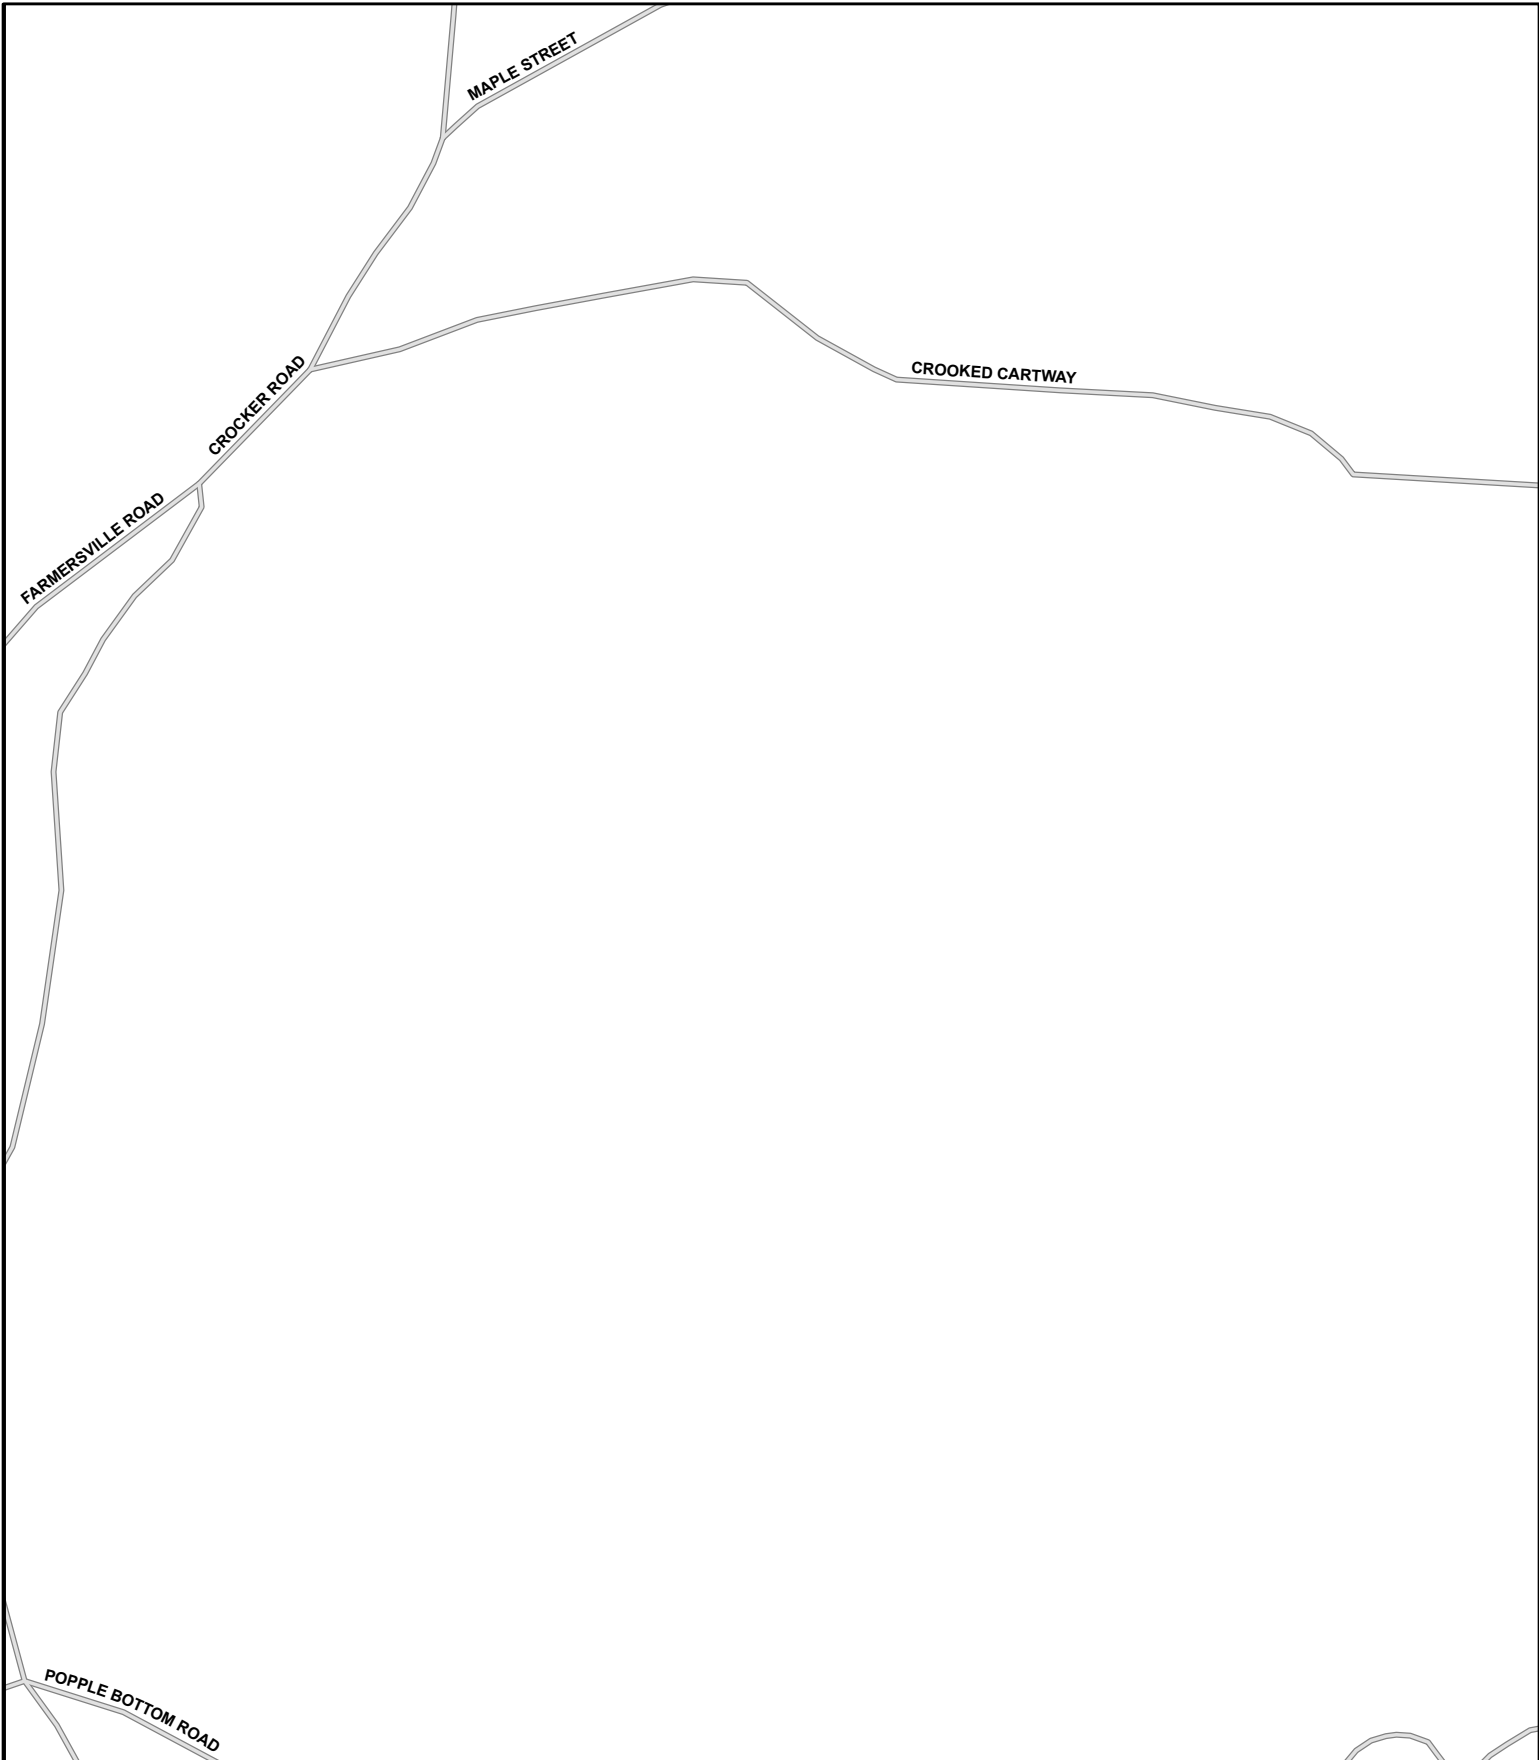 MAPLE STREET
CROCKER ROAD
CROOKED CARTWAY
FARMERSVILLE ROAD
POPPLE BOTTOM ROAD